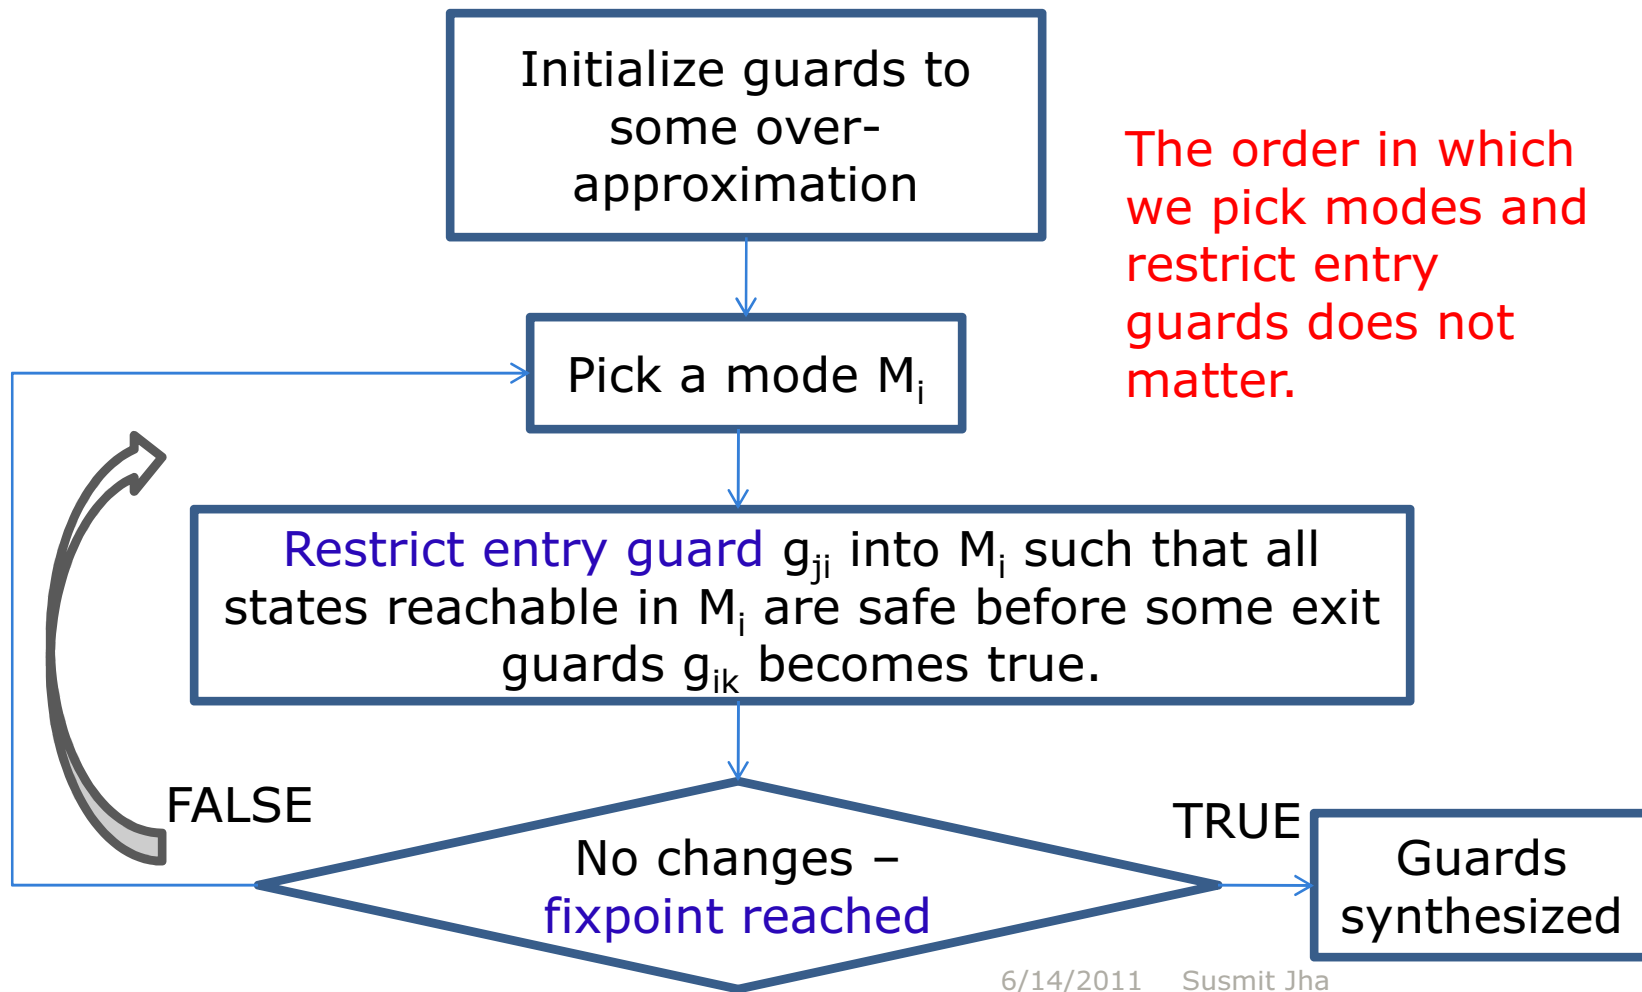 Initialize guards to
some over-
approximation
The order in which
we pick modes and
restrict entry
guards does not
matter.
Pick a mode Mi
Restrict entry guard gji into Mi such that all
states reachable in Mi are safe before some exit
guards gik becomes true.
FALSE
TRUE
No changes –
fixpoint reached
Guards
synthesized
6/14/2011 Susmit Jha